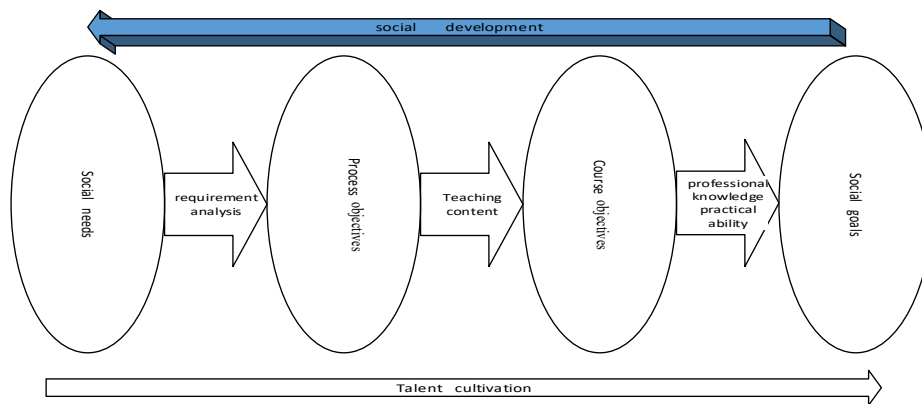 social development
Social needs
requirement
analysis
Process objectives
Teaching
content
Course objectives
professional
knowledge
practical
ability
Social goals
Talent cultivation